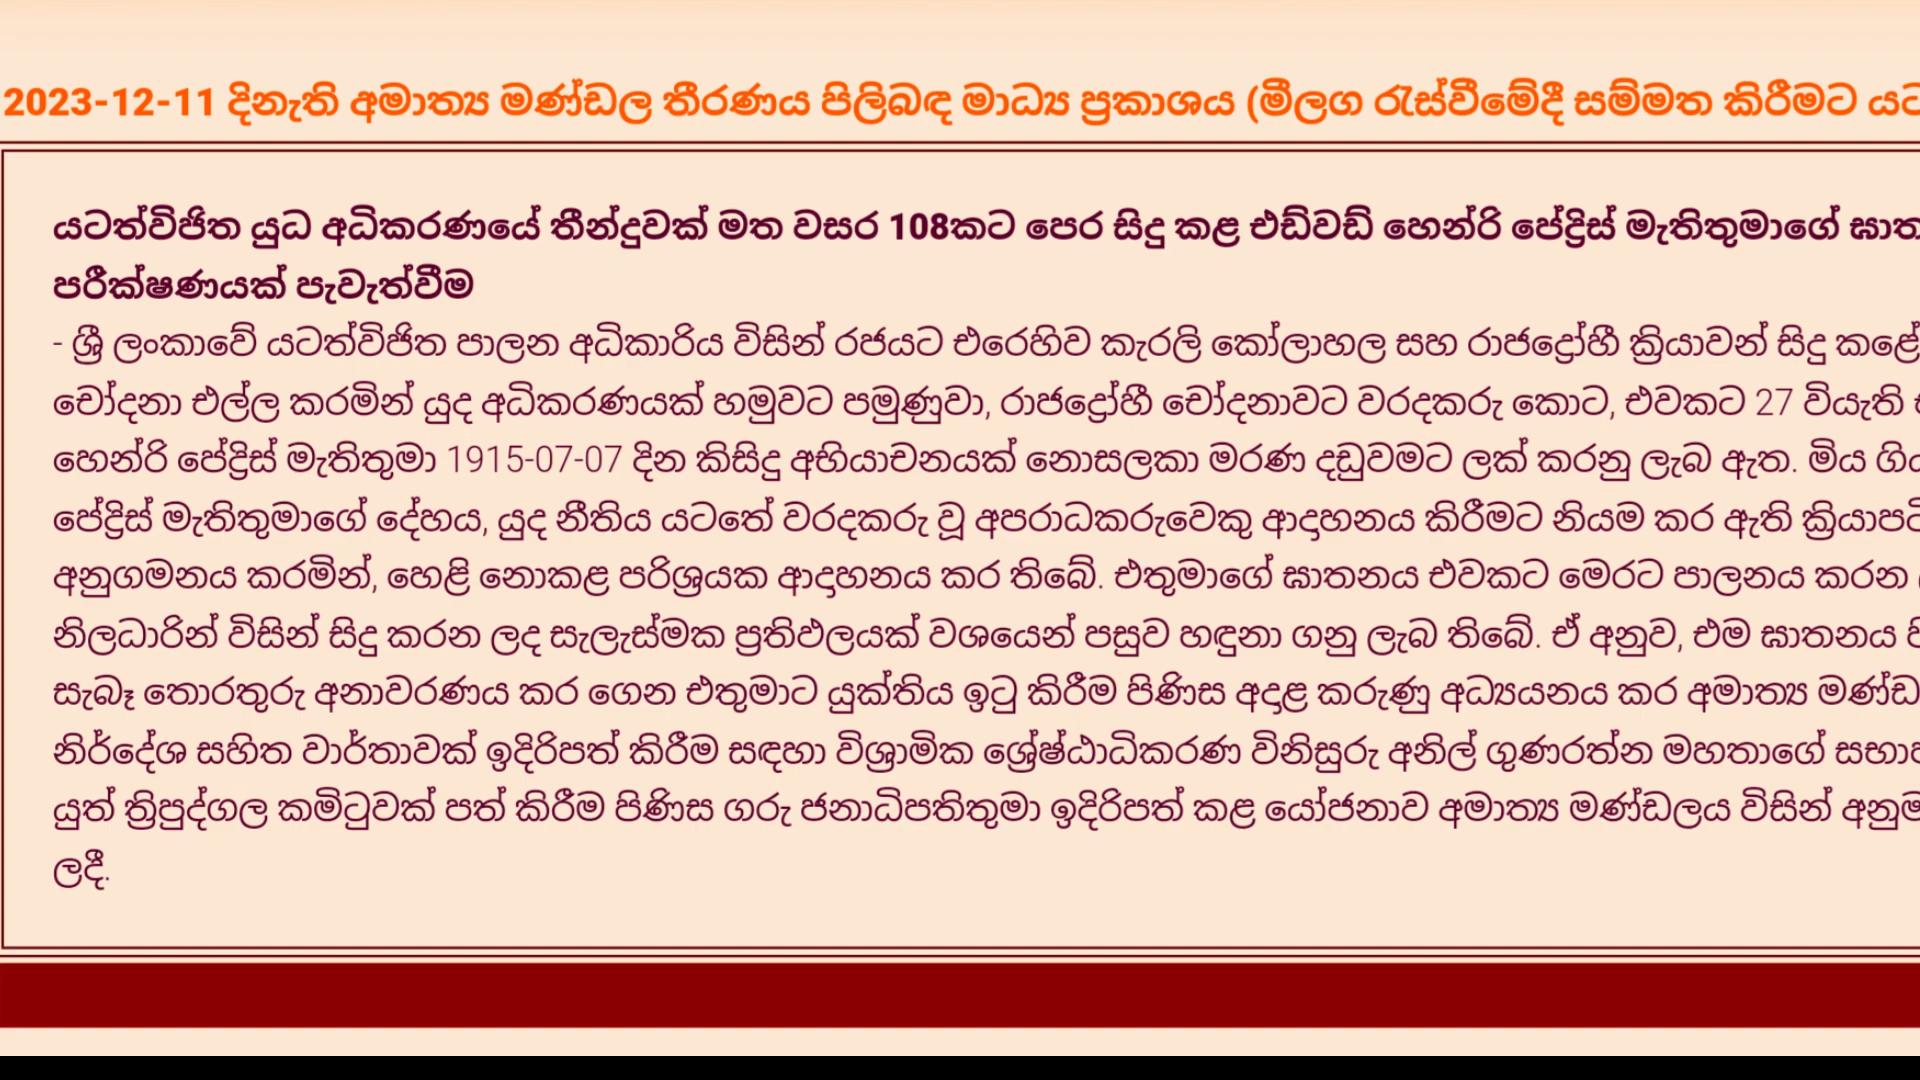 2023-12-11 දිනැති අමාත්‍ය මණ්ඩල තීරණය පිලිබඳ මාධ්‍ය ප්‍රකාශය (මීලග රැස්වීමේදී සම්මත කිරීමට
යටත්විජිත යුධ අධිකරණයේ තීන්දුවක් මත වසර 108කට පෙර සිදු කළ එඩ්වඩ් හෙන්රි පේද්‍රිස් මැතිතුමාගේ
පරීක්ෂණයක් පැවැත්වීම
- ශ්‍රී ලංකාවේ යටත්විජිත පාලන අධිකාරිය විසින් රජයට එරෙහිව කැරලි කෝලාහල සහ රාජද්‍රෝහී ක්‍රියාවන් සිදු කළේ
චෝදනා එල්ල කරමින් යුද අධිකරණයක් හමුවට පමුණුවා, රාජද්‍රෝහී චෝදනාවට වරදකරු කොට, එවකට 27 වියැති
හෙන්රි පේද්‍රිස් මැතිතුමා 1915-07-07 දින කිසිදු අභියාචනයක් නොසලකා මරණ දඩුවමට ලක් කරනු ලැබ ඇත. මිය
පේද්‍රිස් මැතිතුමාගේ දේහය, යුද නීතිය යටතේ වරදකරු වූ අපරාධකරුවෙකු ආදාහනය කිරීමට නියම කර ඇති
අනුගමනය කරමින්, හෙළි නොකළ පරිශ්‍රයක ආදාහනය කර තිබේ. එතුමාගේ ඝාතනය එවකට මෙරට පාලනය කරන
නිලධාරින් විසින් සිදු කරන ලද සැලැස්මක ප්‍රතිඵලයක් වශයෙන් පසුව හඳුනා ගනු ලැබ තිබේ. ඒ අනුව, එම ඝාතනය
සැබෑ තොරතුරු අනාවරණය කර ගෙන එතුමාට යුක්තිය ඉටු කිරීම පිණිස අදාළ කරුණු අධ්‍යයනය කර අමාත්‍ය
නිර්දේශ සහිත වාර්තාවක් ඉදිරිපත් කිරීම සඳහා විශ්‍රාමික ශ්‍රේෂ්ඨාධිකරණ විනිසුරු අනිල් ගුණරත්න මහතාගේ
යුත් ත්‍රිපුද්ගල කමිටුවක් පත් කිරීම පිණිස ගරු ජනාධිපතිතුමා ඉදිරිපත් කළ යෝජනාව අමාත්‍ය මණ්ඩලය විසින්
ලදී.